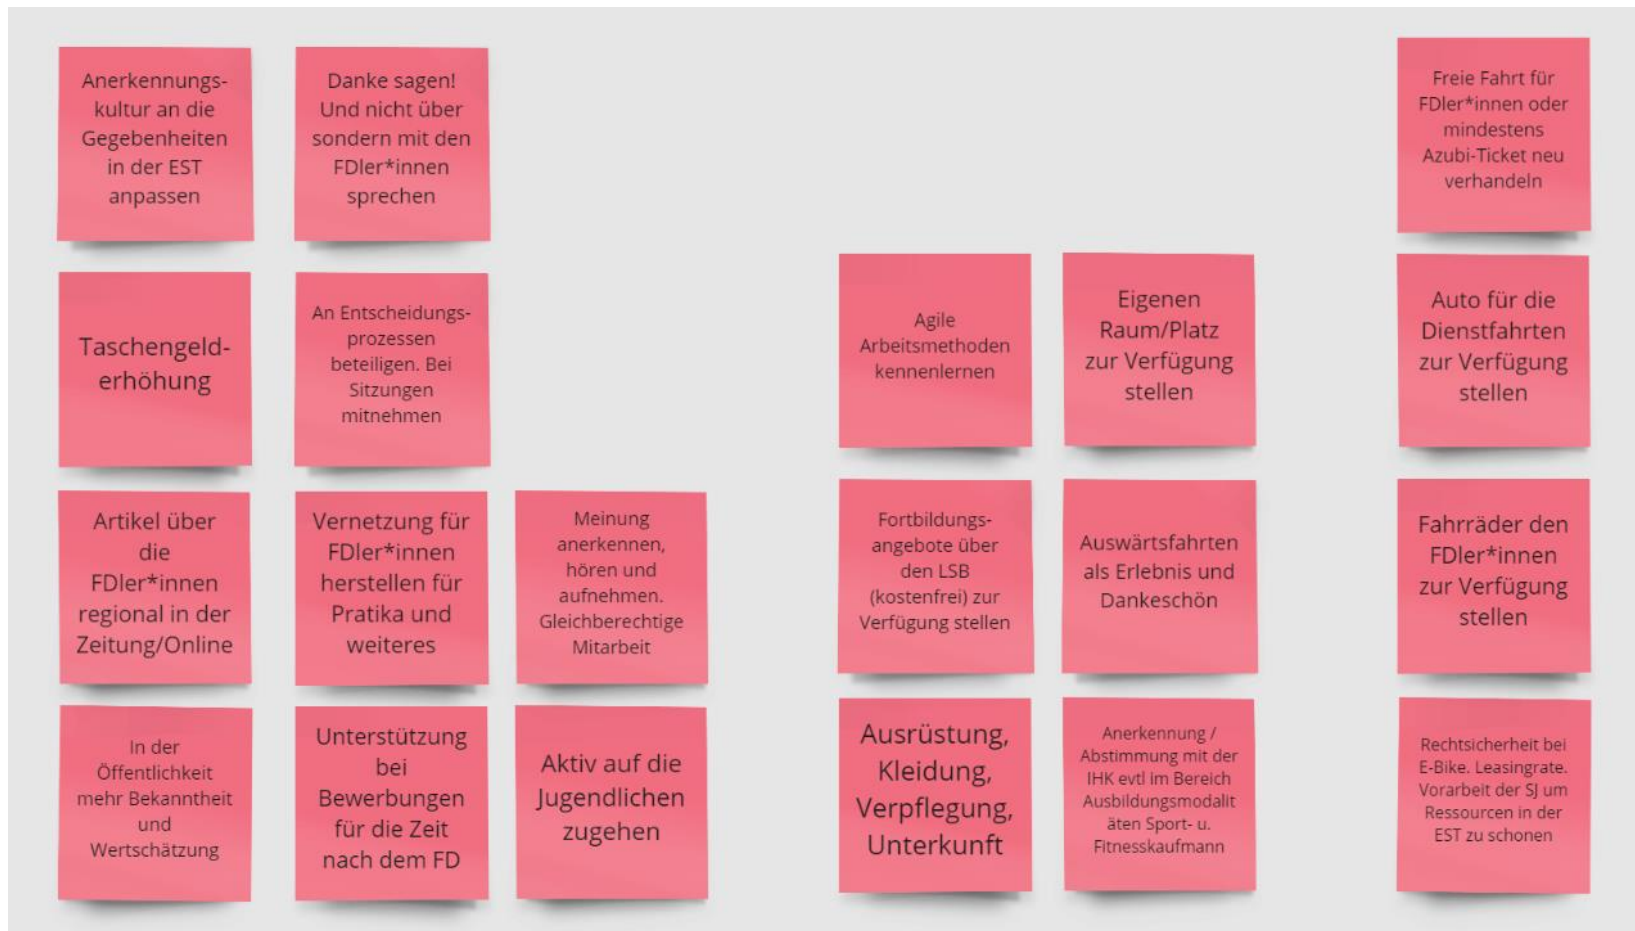 Anerkennungs-
kultur an die
Gegebenheiten
in der EST
anpassen
Danke sagen!
Und nicht über
sondern mit den
FDler*innen
sprechen
Taschengeld-
erhöhung
An Entscheidungs-
prozessen
beteiligen. Bei
Sitzungen
mitnehmen
Artikel über
die
FDler*innen
regional in der
Zeitung/Online
Vernetzung für
FDler*innen
herstellen für
Pratika und
weiteres
Meinung
anerkennen,
hören und
aufnehmen.
Gleichberechtige
Mitarbeit
In der
Öffentlichkeit
mehr Bekanntheit
und
Wertschätzung
Unterstützung
bei
Bewerbungen
für die Zeit
nach dem FD
Aktiv auf die
Jugendlichen
zugehen
Agile
Arbeitsmethoden
kennenlernen
Eigenen
Raum/Platz
zur Verfügung
stellen
Fortbildungs-
angebote über
den LSB
(kostenfrei) zur
Verfügung stellen
Auswärtsfahrten
als Erlebnis und
Dankeschön
Ausrüstung,
Kleidung,
Verpflegung,
Unterkunft
Anerkennung /
Abstimmung mit der
IHK evtl im Bereich
Ausbildungsmodalit
äten Sport- u.
Fitnesskaufmann
Freie Fahrt für
FDler*innen oder
mindestens
Azubi-Ticket neu
verhandeln
Auto für die
Dienstfahrten
zur Verfügung
stellen
Fahrräder den
FDler*innen
zur Verfügung
stellen
Rechtsicherheit bei
E-Bike. Leasingrate.
Vorarbeit der SJ um
Ressourcen in der
EST zu schonen